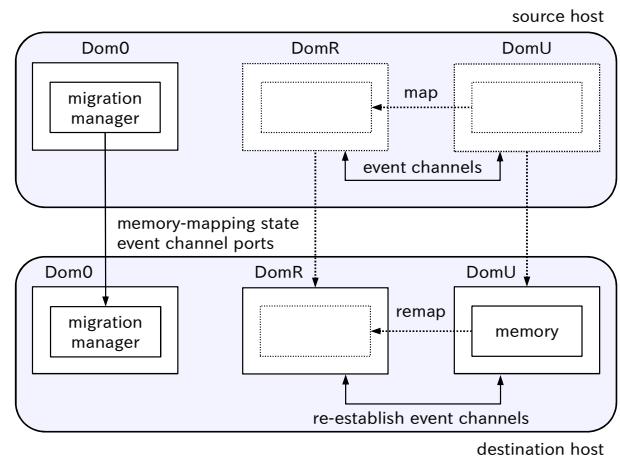 source host
Dom0
DomR
DomU
migration
manager
map
event channels
memory-mapping state
event channel ports
Dom0
DomR
DomU
migration
manager
remap
memory
re-establish event channels
destination host